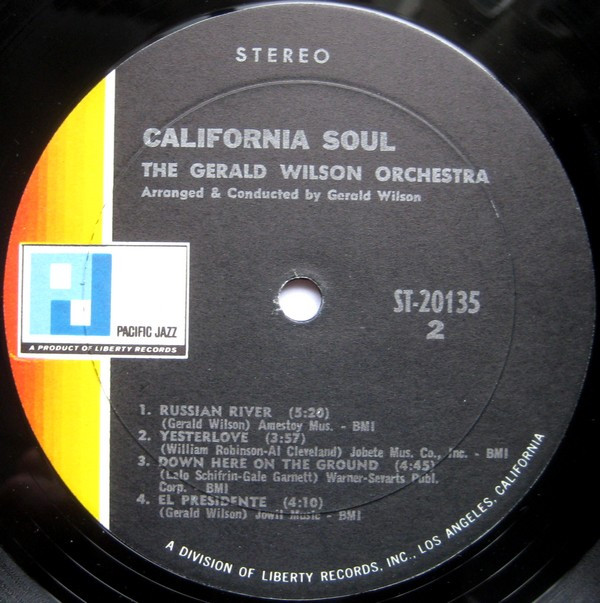 STEREO
CALIFORNIA SOUL
THE GERALD WILSON ORCHESTRA
Arranged & Conducted by Gerald Wilson
PJ
PACIFIC JAZZ
A PRODUCT OF LIBERTY RECORDS
ST-20135
2
1. RUSSIAN RIVER (5:20)
(Gerald Wilson) Amestoy Mus. - BMI
2. YESTERLOVE (3:57)
(William Robinson-Al Cleveland) Jobete Mus. Co., Inc. - BMI
3. DOWN HERE ON THE GROUND (4:45)
(Lalo Schifrin-Gale Garnett) Warner-Serarts Publ.
Corp. - BMI
4. EL PRESIDENTE (4:10)
(Gerald Wilson) Jowil Music - BMI
A DIVISION OF LIBERTY RECORDS, INC., LOS ANGELES, CALIFORNIA